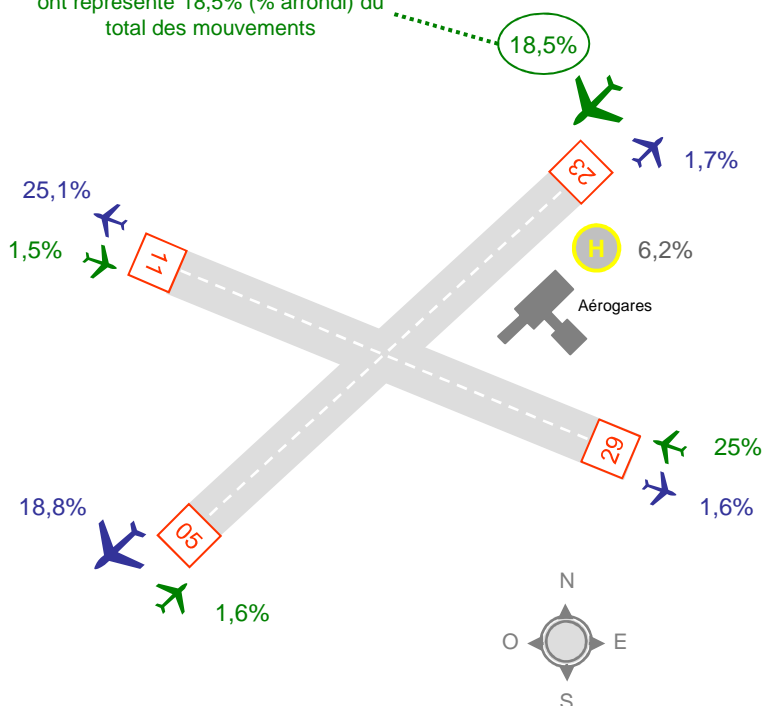 ont représenté 18,5% (% arrondi) du
total des mouvements
18,5%
23
1,7%
25,1%
1,5%
11
H
6,2%
Aérogares
29
25%
1,6%
18,8%
05
1,6%
N
O
E
S